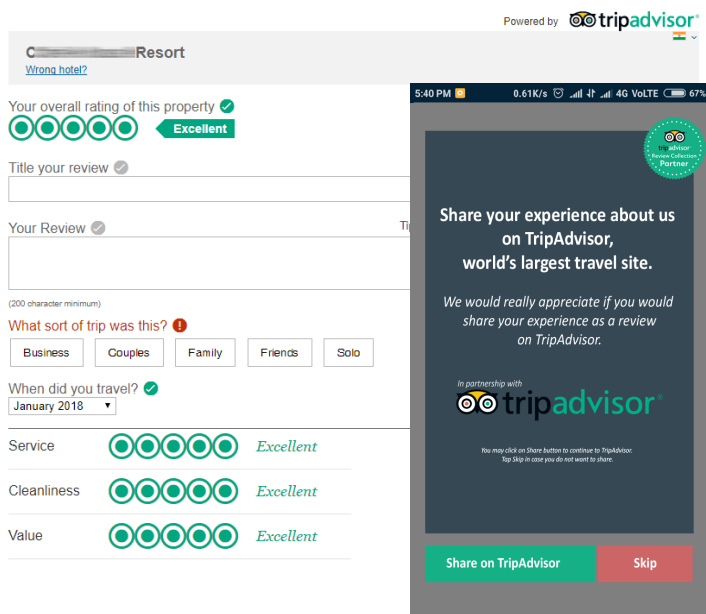 Powered by tripadvisor®
Resort
Wrong hotel?
Your overall rating of this property
Excellent
Title your review
Your Review
(200 character minimum)
What sort of trip was this? !
Business Couples Family Friends Solo
When did you travel?
January 2018
Service Excellent
Cleanliness Excellent
Value Excellent
5:40 PM 0.61K/s 4G VoLTE 67%
tripadvisor
Review Collection
Partner
Share your experience about us
on TripAdvisor,
world's largest travel site.
We would really appreciate if you would
share your experience as a review
on TripAdvisor.
In partnership with
tripadvisor®
You may click on Share button to continue to TripAdvisor.
Tap Skip in case you do not want to share.
Share on TripAdvisor Skip